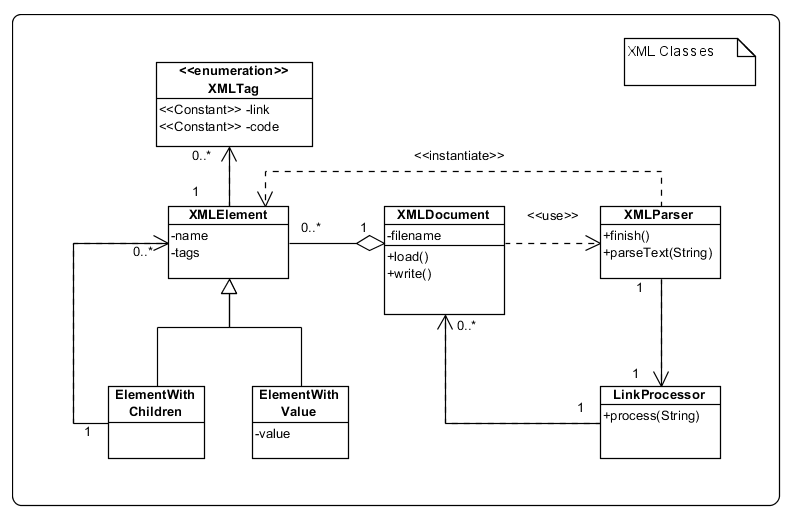 XML Classes
<<enumeration>>
XMLTag
<<Constant>> -link
<<Constant>> -code
0..*
<<instantiate>>
1
XMLElement
-name
-tags
0..*
0..*
1
XMLDocument
-filename
+load()
+write()
<<use>>
XMLParser
+finish()
+parseText(String)
1
0..*
1
ElementWith
Children
1
ElementWith
Value
-value
1
LinkProcessor
+process(String)